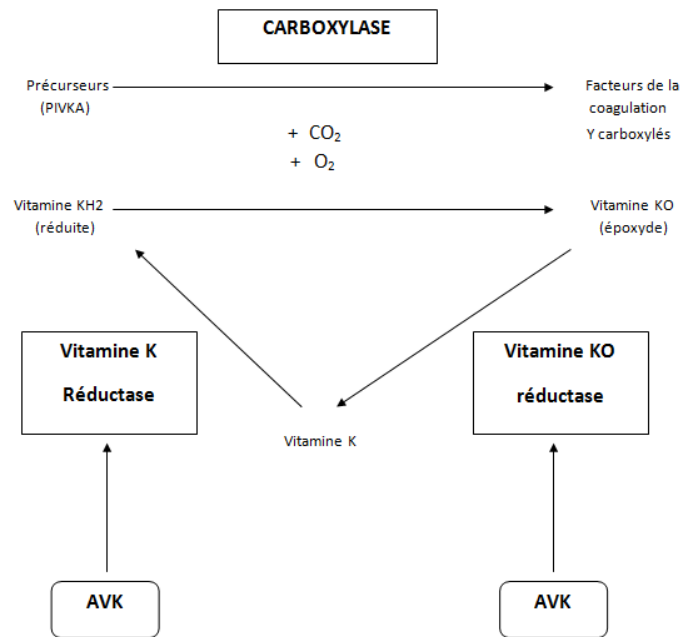 CARBOXYLASE
Précurseurs
(PIVKA)
Facteurs de la
coagulation
Y carboxylés
+ CO₂
+ O₂
Vitamine KH2
(réduite)
Vitamine KO
(époxyde)
Vitamine K
Réductase
Vitamine KO
réductase
Vitamine K
AVK
AVK